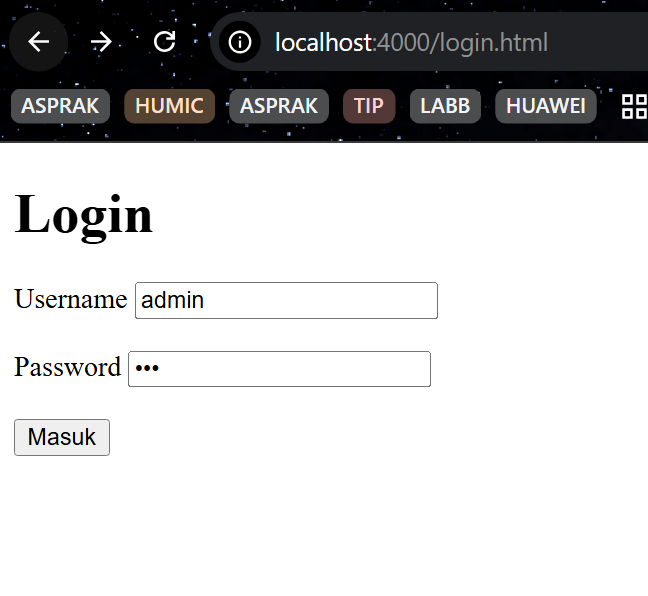 localhost:4000/login.html
ASPRAK HUMIC ASPRAK TIP LABB HUAWEI
Login
Username admin
Password •••
Masuk